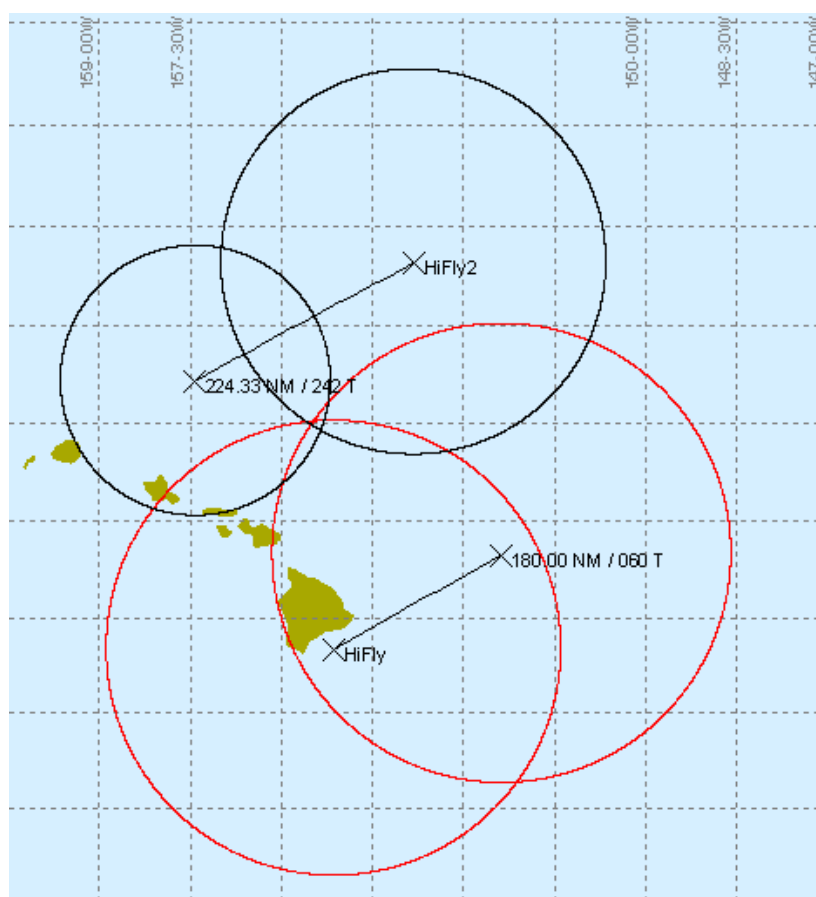 159-00W
157-30W
150-00W
148-30W
147-00W
HiFly2
224.33 NM / 242 T
180.00 NM / 060 T
HiFly